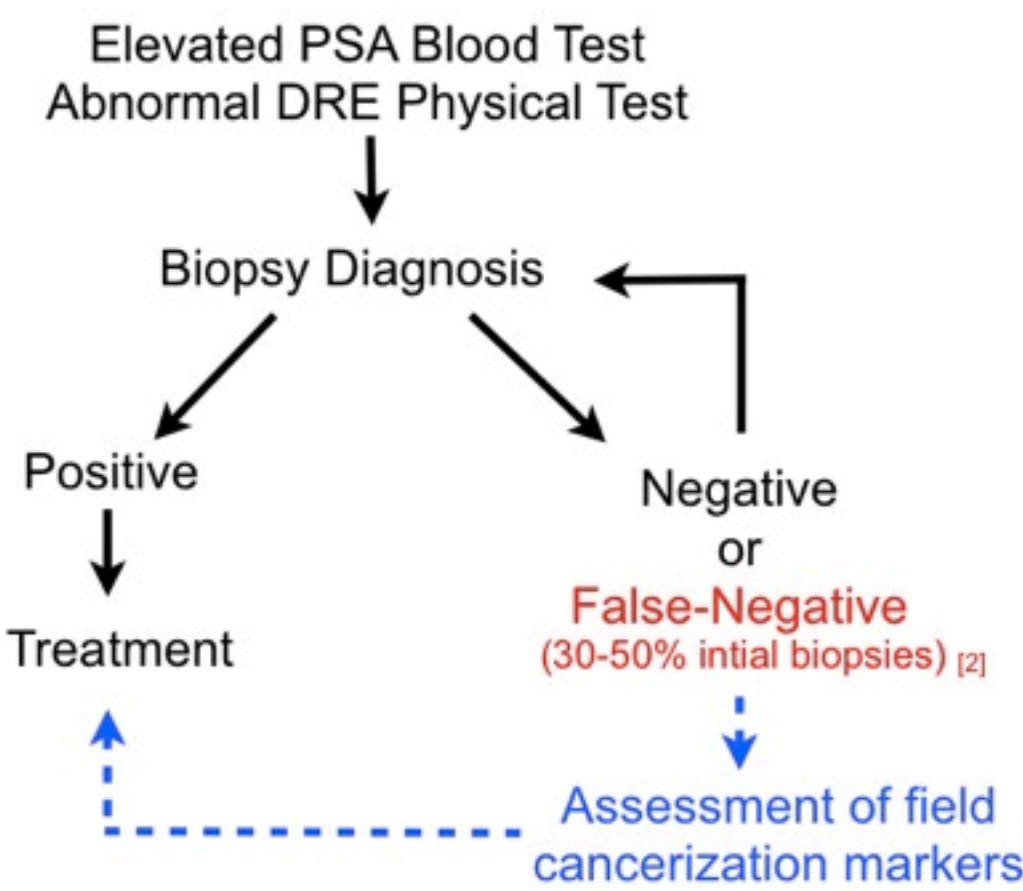 Elevated PSA Blood Test
Abnormal DRE Physical Test
Biopsy Diagnosis
Positive
Negative
or
False-Negative
(30-50% intial biopsies) [2]
Treatment
Assessment of field
cancerization markers